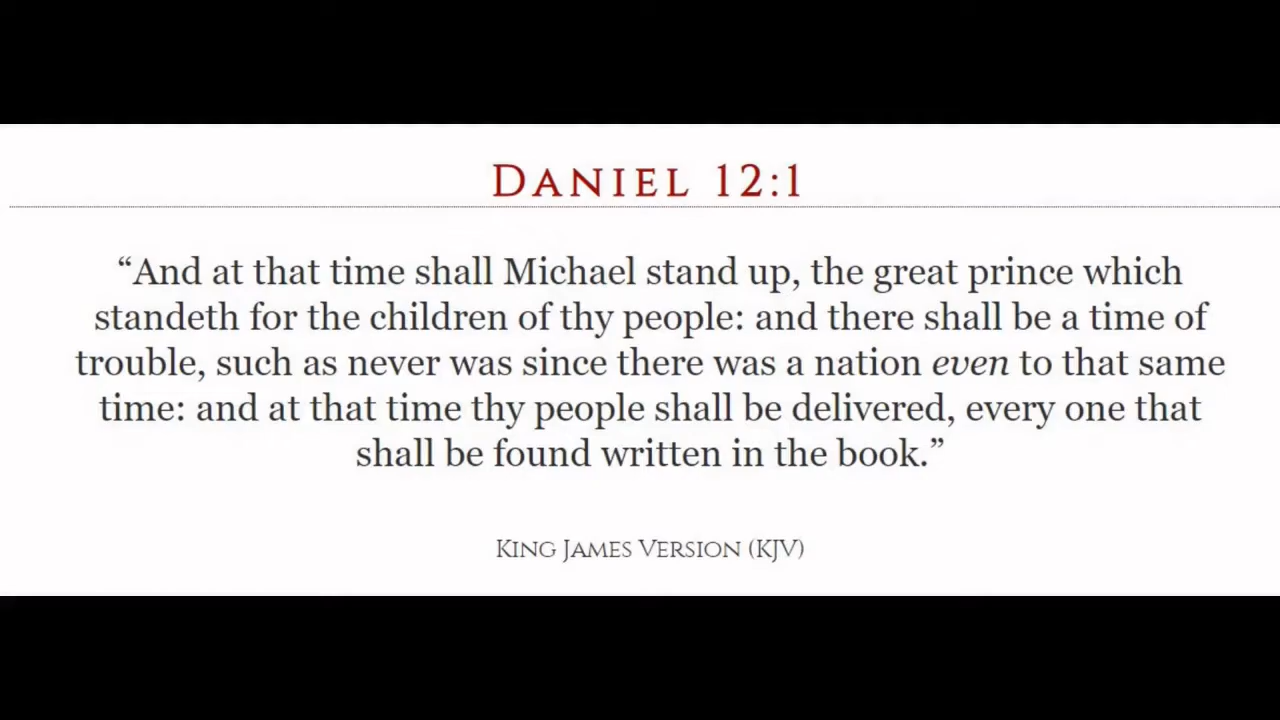 DANIEL 12:1
“And at that time shall Michael stand up, the great prince which
standeth for the children of thy people: and there shall be a time of
trouble, such as never was since there was a nation even to that same
time: and at that time thy people shall be delivered, every one that
shall be found written in the book.”
KING JAMES VERSION (KJV)